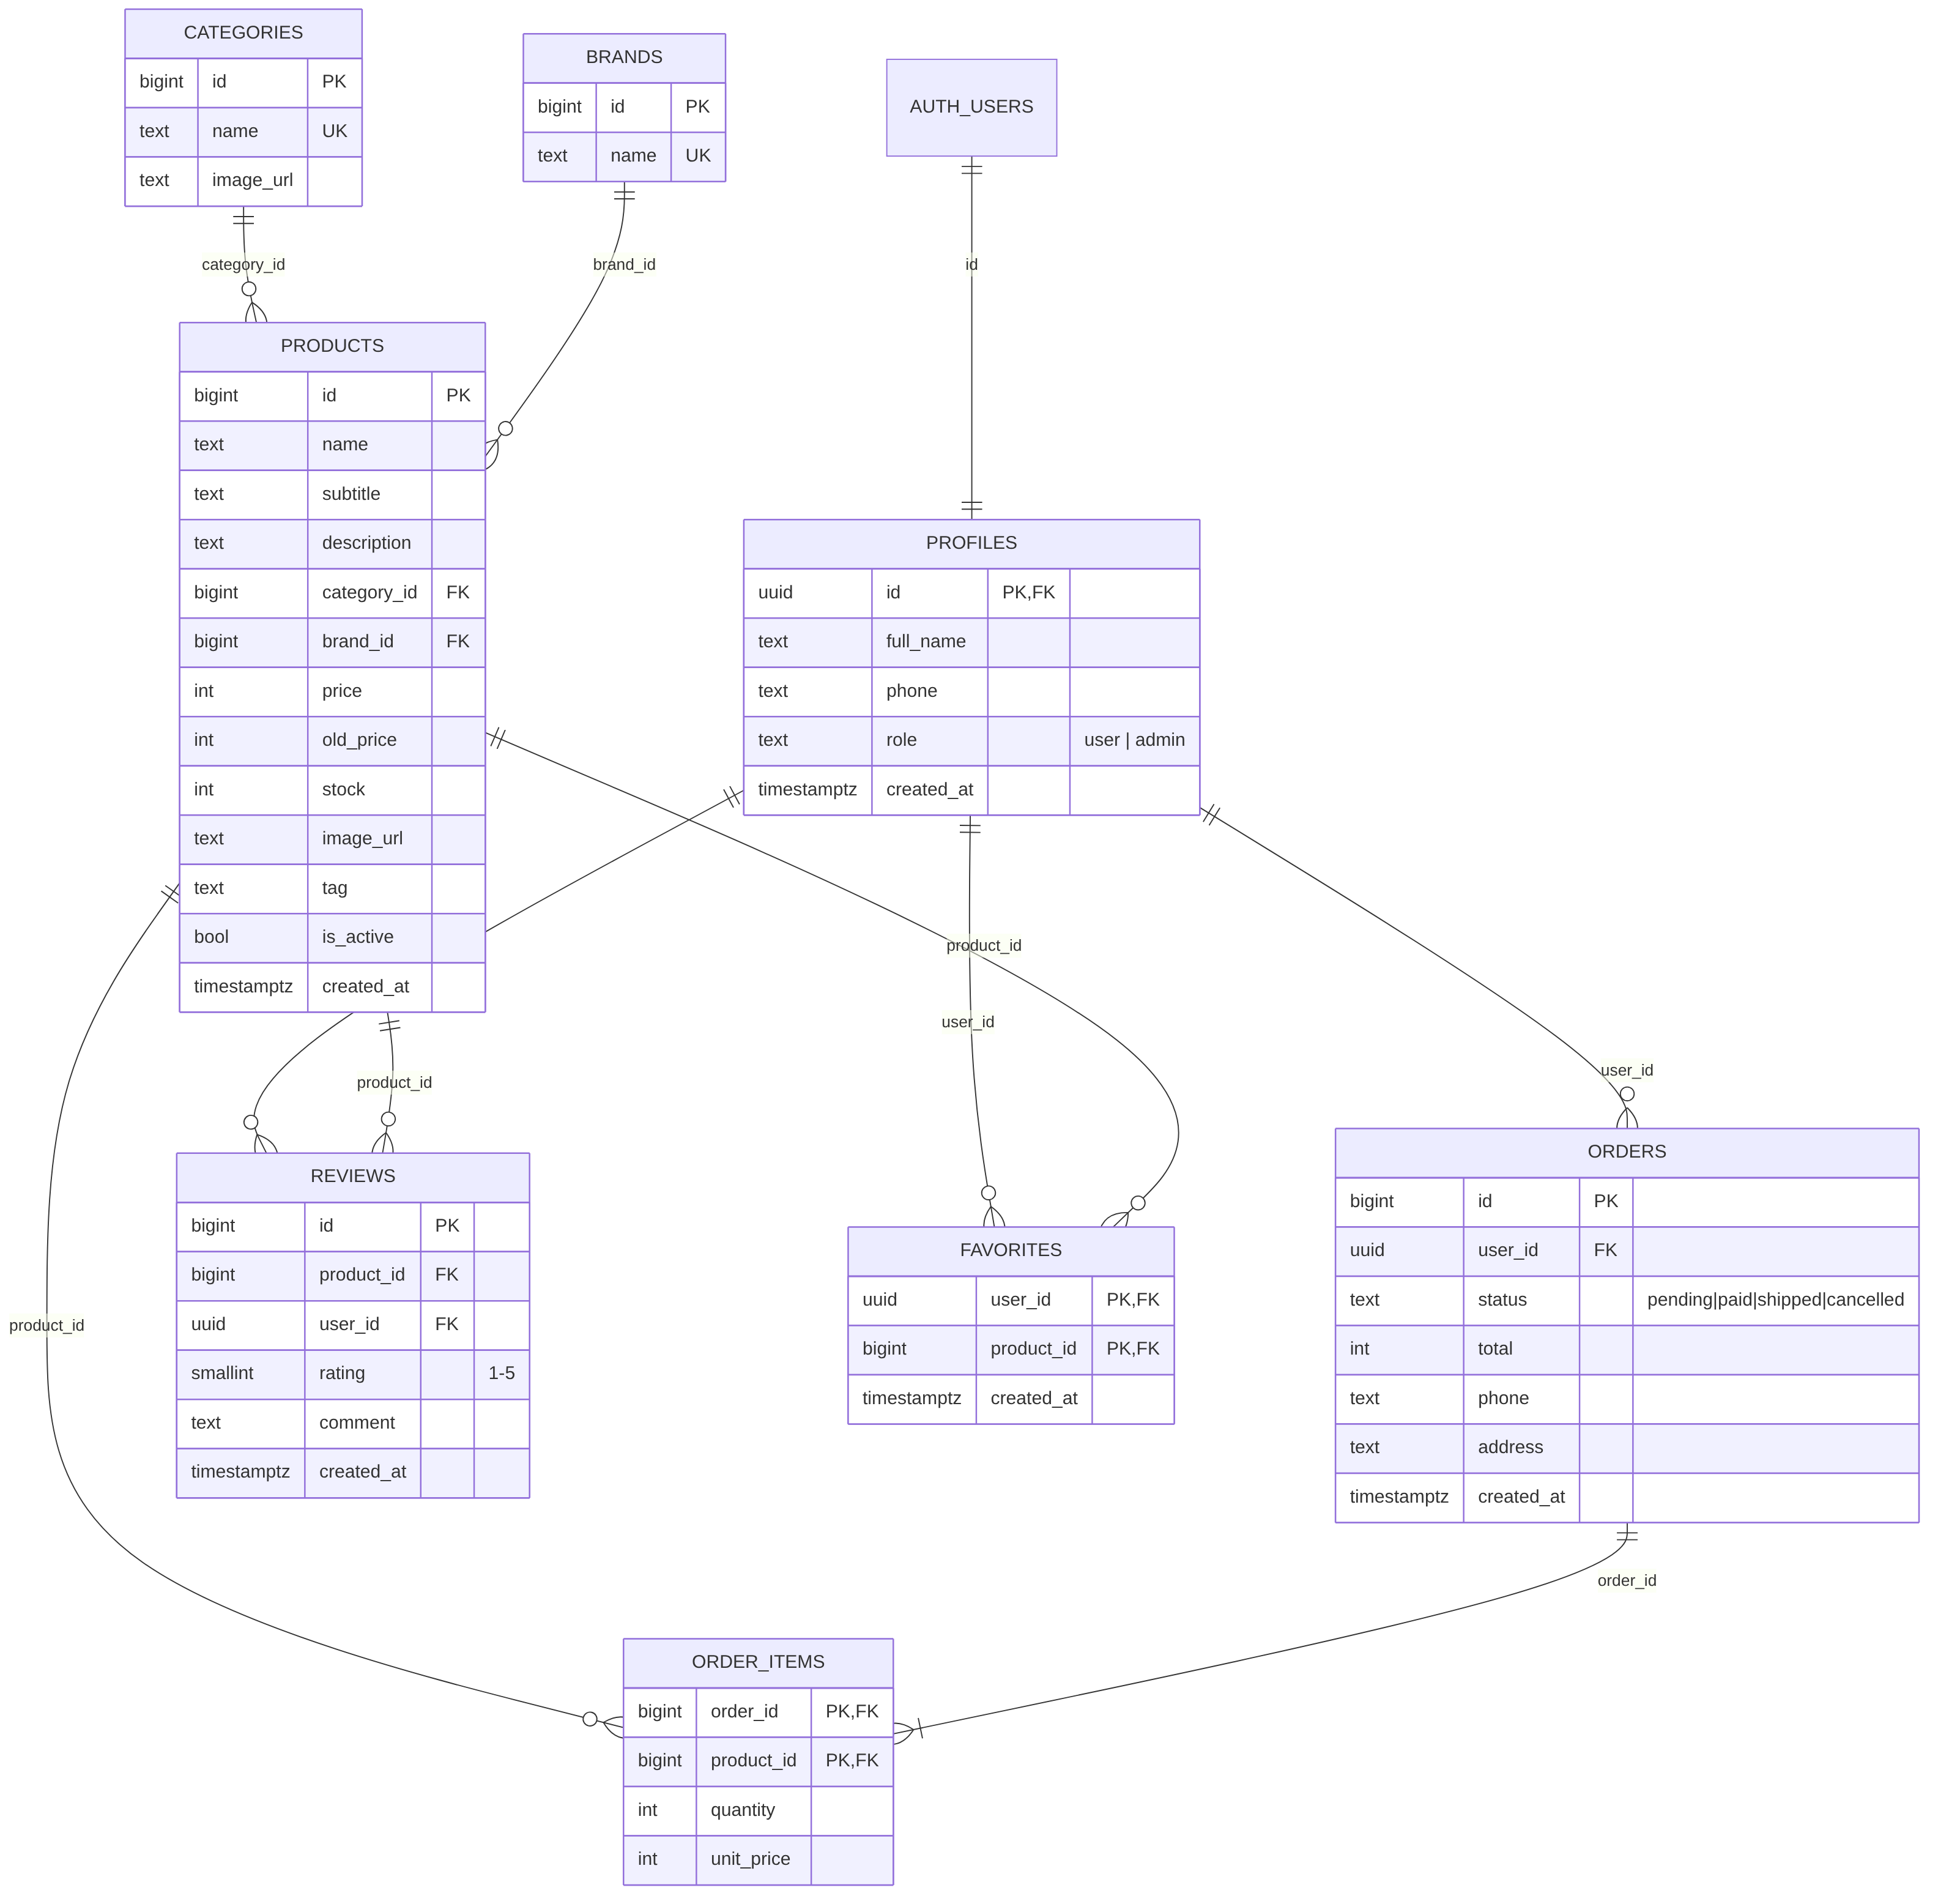 CATEGORIES
bigint id PK
text name UK
text image_url
BRANDS
bigint id PK
text name UK
AUTH_USERS
category_id
brand_id
id
PRODUCTS
bigint id PK
text name
text subtitle
text description
bigint category_id FK
bigint brand_id FK
int price
int old_price
int stock
text image_url
text tag
bool is_active
timestamptz created_at
PROFILES
uuid id PK,FK
text full_name
text phone
text role user | admin
timestamptz created_at
product_id
user_id
user_id
product_id
product_id
REVIEWS
bigint id PK
bigint product_id FK
uuid user_id FK
smallint rating 1-5
text comment
timestamptz created_at
FAVORITES
uuid user_id PK,FK
bigint product_id PK,FK
timestamptz created_at
ORDERS
bigint id PK
uuid user_id FK
text status pending|paid|shipped|cancelled
int total
text phone
text address
timestamptz created_at
order_id
ORDER_ITEMS
bigint order_id PK,FK
bigint product_id PK,FK
int quantity
int unit_price